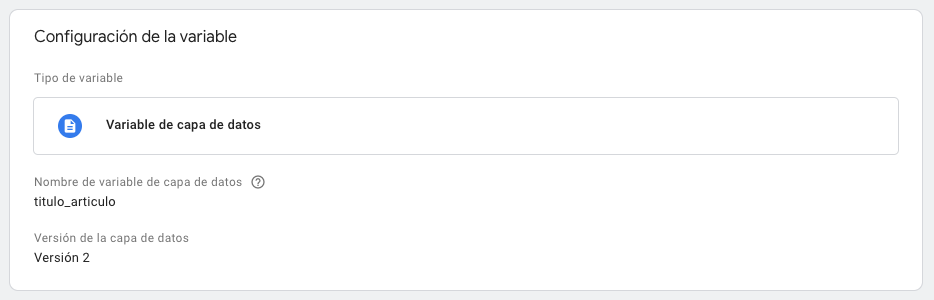 Configuración de la variable
Tipo de variable
Variable de capa de datos
Nombre de variable de capa de datos
titulo_articulo
Versión de la capa de datos
Versión 2